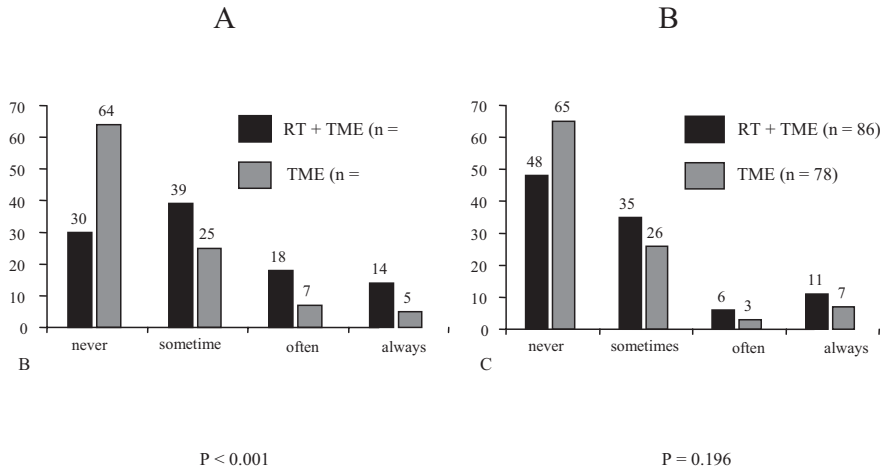 A
70
60
50
40
30
20
10
0
64
30
39
25
18
7
14
5
RT + TME (n =
TME (n =
never
sometime
often
always
B
P < 0.001
B
70
60
50
40
30
20
10
0
65
48
35
26
6
3
11
7
RT + TME (n = 86)
TME (n = 78)
never
sometimes
often
always
C
P = 0.196